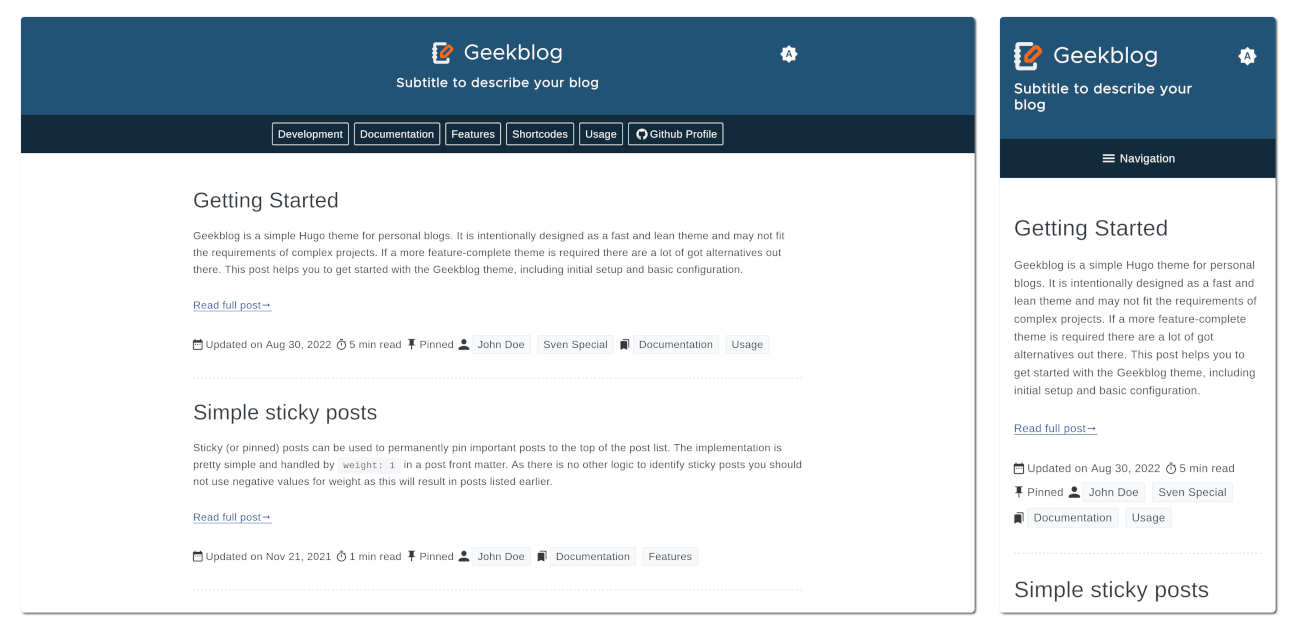 Geekblog
Subtitle to describe your blog
Development Documentation Features Shortcodes Usage Github Profile
Getting Started
Geekblog is a simple Hugo theme for personal blogs. It is intentionally designed as a fast and lean theme and may not fit
the requirements of complex projects. If a more feature-complete theme is required there are a lot of got alternatives out
there. This post helps you to get started with the Geekblog theme, including initial setup and basic configuration.
Read full post→
Updated on Aug 30, 2022 5 min read Pinned John Doe Sven Special Documentation Usage
Simple sticky posts
Sticky (or pinned) posts can be used to permanently pin important posts to the top of the post list. The implementation is
pretty simple and handled by weight: 1 in a post front matter. As there is no other logic to identify sticky posts you should
not use negative values for weight as this will result in posts listed earlier.
Read full post→
Updated on Nov 21, 2021 1 min read Pinned John Doe Documentation Features
Geekblog
Subtitle to describe your
blog
Navigation
Getting Started
Geekblog is a simple Hugo theme for personal
blogs. It is intentionally designed as a fast and
lean theme and may not fit the requirements of
complex projects. If a more feature-complete
theme is required there are a lot of got
alternatives out there. This post helps you to
get started with the Geekblog theme, including
initial setup and basic configuration.
Read full post→
Updated on Aug 30, 2022 5 min read
Pinned John Doe Sven Special
Documentation Usage
Simple sticky posts